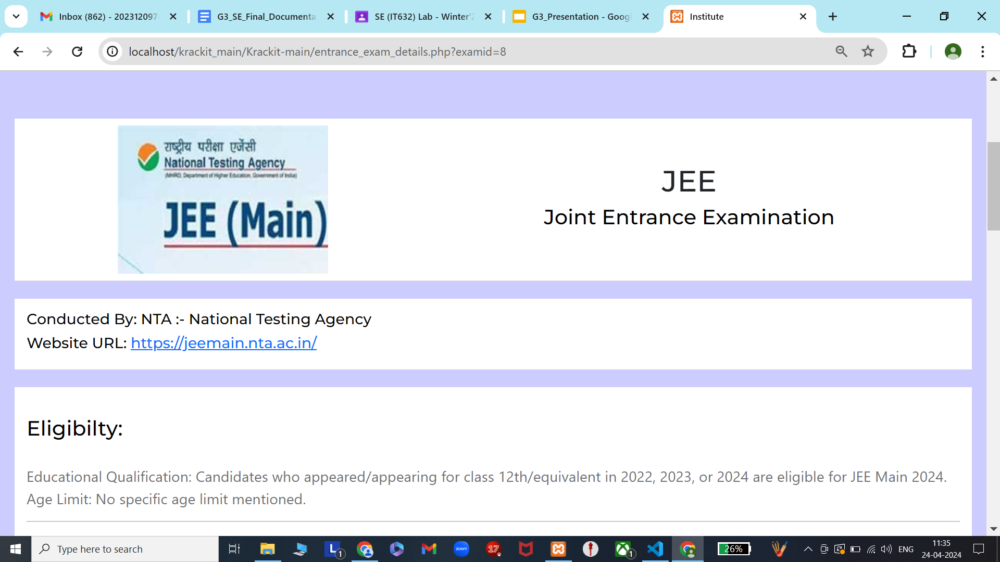 Inbox (862) - 202312097
G3_SE_Final_Documenta
SE (IT632) Lab - Winter'2
G3_Presentation - Googl
Institute
localhost/krackit_main/Krackit-main/entrance_exam_details.php?examid=8
राष्ट्रीय परीक्षा एजेंसी
National Testing Agency
(MHRD, Department of Higher Education, Government of India)
JEE (Main)
JEE
Joint Entrance Examination
Conducted By: NTA :- National Testing Agency
Website URL: https://jeemain.nta.ac.in/
Eligibilty:
Educational Qualification: Candidates who appeared/appearing for class 12th/equivalent in 2022, 2023, or 2024 are eligible for JEE Main 2024.
Age Limit: No specific age limit mentioned.
Type here to search
L
1
zoom
17
1
26%
ENG
11:35
24-04-2024